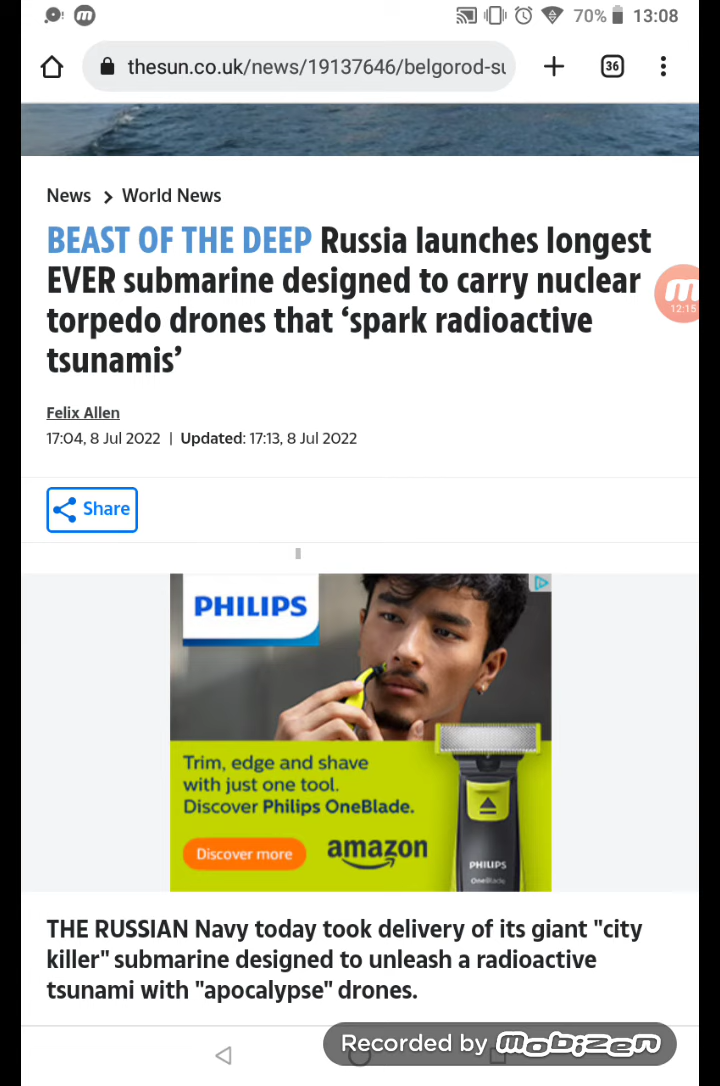 70% 13:08
thesun.co.uk/news/19137646/belgorod-su
36
News > World News
BEAST OF THE DEEP Russia launches longest
EVER submarine designed to carry nuclear
torpedo drones that ‘spark radioactive
tsunamis’
12:15
Felix Allen
17:04, 8 Jul 2022 | Updated: 17:13, 8 Jul 2022
Share
PHILIPS
Trim, edge and shave
with just one tool.
Discover Philips OneBlade.
Discover more
amazon
PHILIPS
OneBlade
THE RUSSIAN Navy today took delivery of its giant "city
killer" submarine designed to unleash a radioactive
tsunami with "apocalypse" drones.
Recorded by mobizen